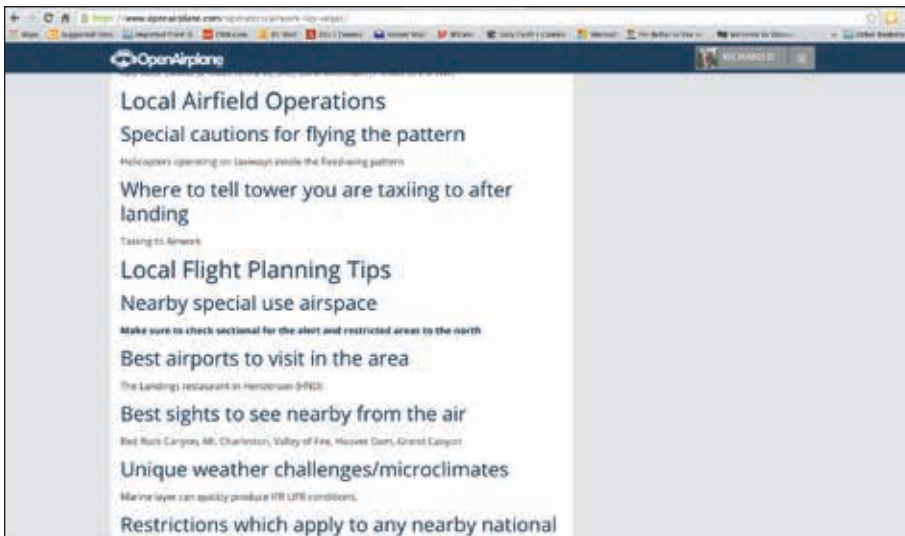 www.openairplane.com
OpenAirplane
RICHARD D
Local Airfield Operations
Special cautions for flying the pattern
Helicopters operating on taxiways inside the fixed-wing pattern
Where to tell tower you are taxiing to after
landing
Taxiing to Airwork
Local Flight Planning Tips
Nearby special use airspace
Make sure to check sectional for the alert and restricted areas to the north
Best airports to visit in the area
The Landings restaurant in Henderson (HND)
Best sights to see nearby from the air
Red Rock Canyon, Mt. Charleston, Valley of Fire, Hoover Dam, Grand Canyon
Unique weather challenges/microclimates
Marine layer can quickly produce IFR LIFR conditions.
Restrictions which apply to any nearby national